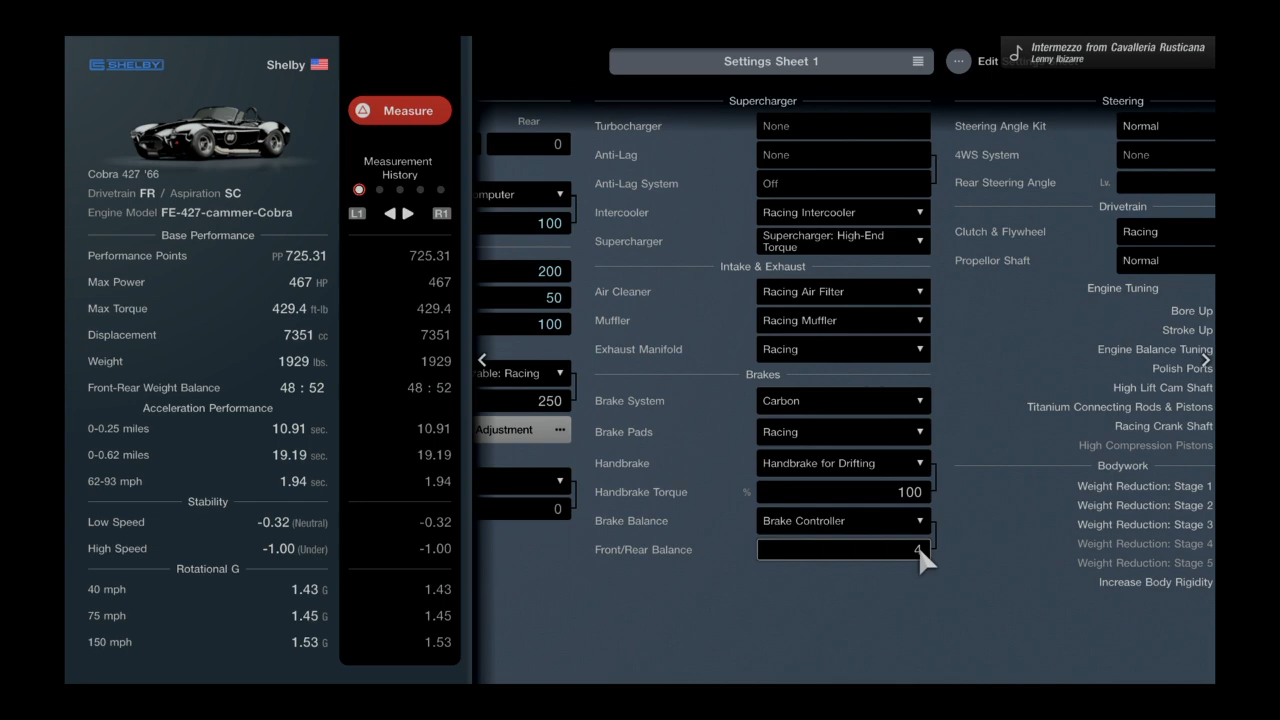 SHELBY
Shelby
Cobra 427 '66
Drivetrain FR / Aspiration SC
Engine Model FE-427-cammer-Cobra
Base Performance
Performance Points PP 725.31
Max Power 467 HP
Max Torque 429.4 ft-lb
Displacement 7351 cc
Weight 1929 lbs.
Front-Rear Weight Balance 48 : 52
Acceleration Performance
0-0.25 miles 10.91 sec.
0-0.62 miles 19.19 sec.
62-93 mph 1.94 sec.
Stability
Low Speed -0.32 (Neutral)
High Speed -1.00 (Under)
Rotational G
40 mph 1.43 G
75 mph 1.45 G
150 mph 1.53 G
Measure
Measurement
History
L1 R1
725.31
467
429.4
7351
1929
48 : 52
10.91
19.19
1.94
-0.32
-1.00
1.43
1.45
1.53
Settings Sheet 1
Edit
Intermezzo from Cavalleria Rusticana
Lenny Ibizarre
Rear
0
mputer
100
200
50
100
able: Racing
250
Adjustment
0
Supercharger
Turbocharger None
Anti-Lag None
Anti-Lag System Off
Intercooler Racing Intercooler
Supercharger Supercharger: High-End
Torque
Intake & Exhaust
Air Cleaner Racing Air Filter
Muffler Racing Muffler
Exhaust Manifold Racing
Brakes
Brake System Carbon
Brake Pads Racing
Handbrake Handbrake for Drifting
Handbrake Torque % 100
Brake Balance Brake Controller
Front/Rear Balance 4
Steering
Steering Angle Kit Normal
4WS System None
Rear Steering Angle Lv.
Drivetrain
Clutch & Flywheel Racing
Propellor Shaft Normal
Engine Tuning
Bore Up
Stroke Up
Engine Balance Tuning
Polish Ports
High Lift Cam Shaft
Titanium Connecting Rods & Pistons
Racing Crank Shaft
High Compression Pistons
Bodywork
Weight Reduction: Stage 1
Weight Reduction: Stage 2
Weight Reduction: Stage 3
Weight Reduction: Stage 4
Weight Reduction: Stage 5
Increase Body Rigidity